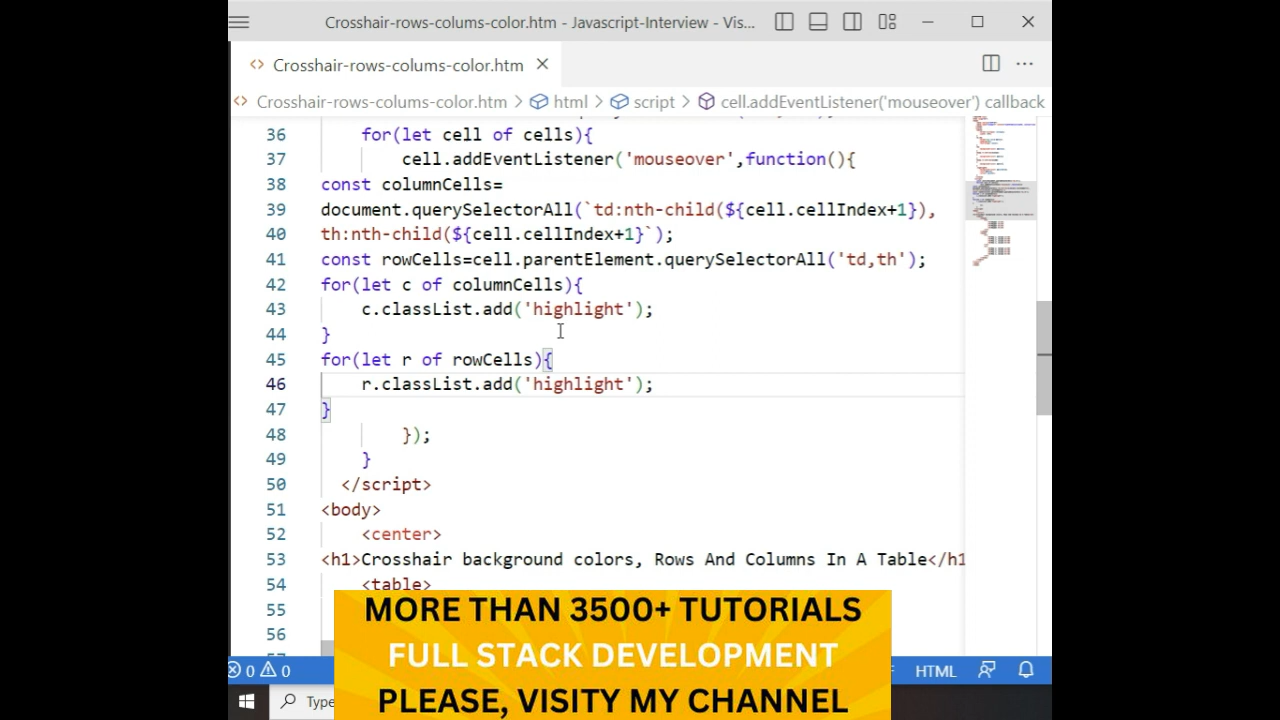 Crosshair-rows-colums-color.htm - Javascript-Interview - Vis...
Crosshair-rows-colums-color.htm
Crosshair-rows-colums-color.htm > html > script > cell.addEventListener('mouseover') callback
36 for(let cell of cells){
37 cell.addEventListener('mouseover',function(){
38 const columnCells=
39 document.querySelectorAll(`td:nth-child(${cell.cellIndex+1}),
40 th:nth-child(${cell.cellIndex+1}`);
41 const rowCells=cell.parentElement.querySelectorAll('td,th');
42 for(let c of columnCells){
43 c.classList.add('highlight');
44 }
45 for(let r of rowCells){
46 r.classList.add('highlight');
47 }
48 });
49 }
50 </script>
51 <body>
52 <center>
53 <h1>Crosshair background colors, Rows And Columns In A Table</h1
54 <table>
55
56
MORE THAN 3500+ TUTORIALS
FULL STACK DEVELOPMENT
PLEASE, VISITY MY CHANNEL
0 0 HTML
Type